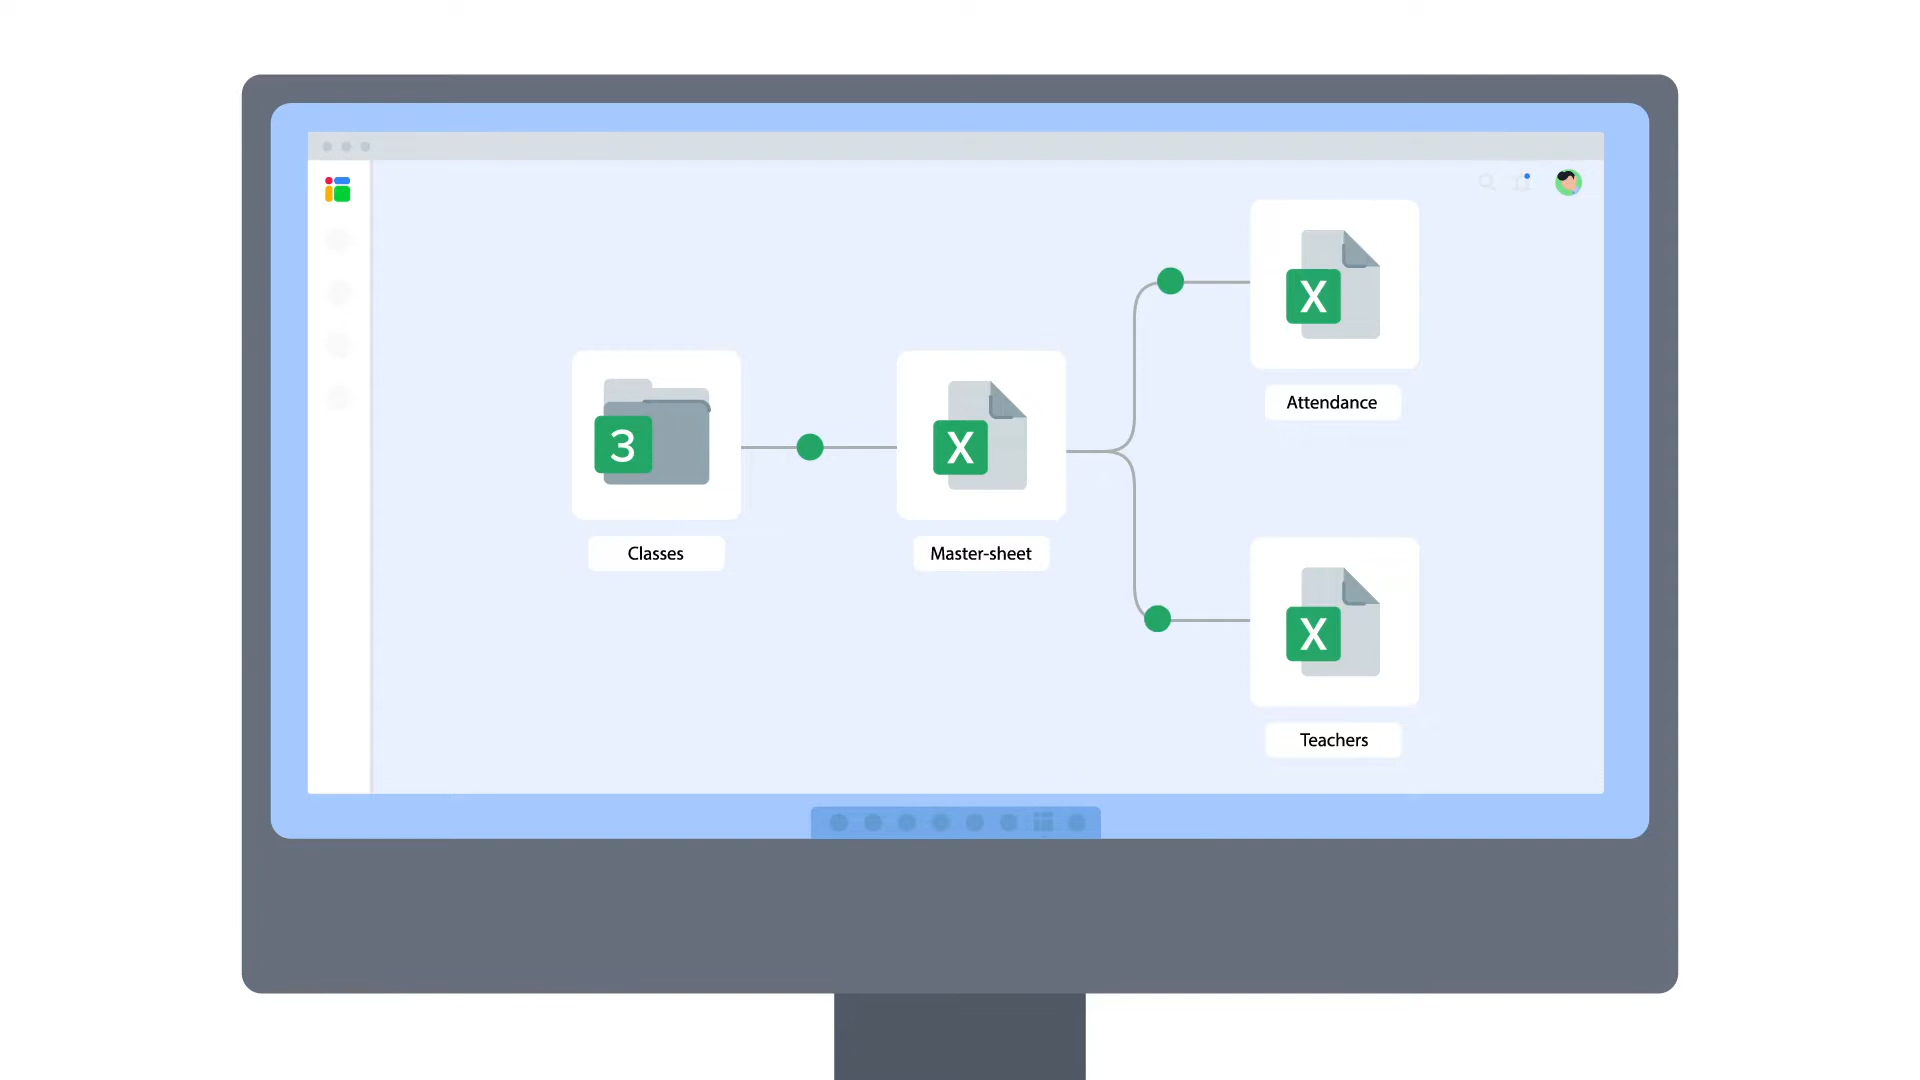 3
Classes
X
Master-sheet
X
Attendance
X
Teachers